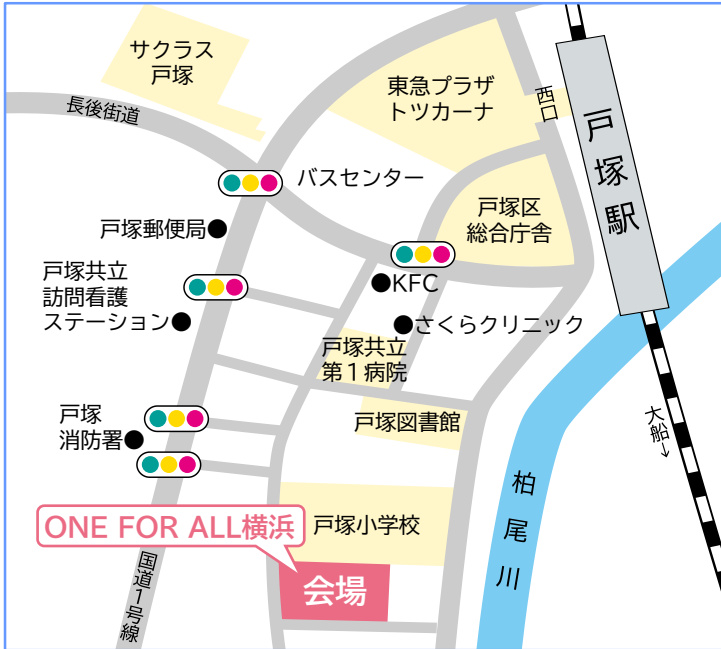 サクラス
戸塚
東急プラザ
トツカーナ
西口
長後街道
戸塚駅
バスセンター
戸塚区
総合庁舎
戸塚郵便局
KFC
戸塚共立
訪問看護
ステーション
さくらクリニック
戸塚共立
第1病院
戸塚図書館
戸塚
消防署
大船→
柏尾川
戸塚小学校
ONE FOR ALL横浜
会場
国道1号線